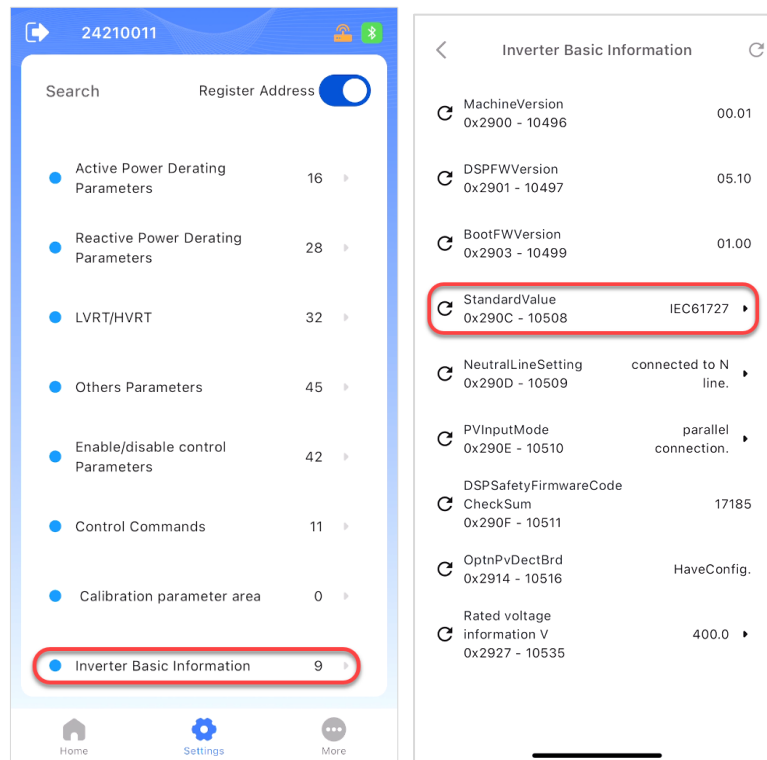 24210011
Search
Register Address
Active Power Derating
Parameters
16
Reactive Power Derating
Parameters
28
LVRT/HVRT
32
Others Parameters
45
Enable/disable control
Parameters
42
Control Commands
11
Calibration parameter area
0
Inverter Basic Information
9
Home
Settings
More
Inverter Basic Information
MachineVersion
0x2900 - 10496
00.01
DSPFWVersion
0x2901 - 10497
05.10
BootFWVersion
0x2903 - 10499
01.00
StandardValue
0x290C - 10508
IEC61727
NeutralLineSetting
0x290D - 10509
connected to N
line.
PVInputMode
0x290E - 10510
parallel
connection.
DSPSafetyFirmwareCode
CheckSum
0x290F - 10511
17185
OptnPvDectBrd
0x2914 - 10516
HaveConfig.
Rated voltage
information V
0x2927 - 10535
400.0